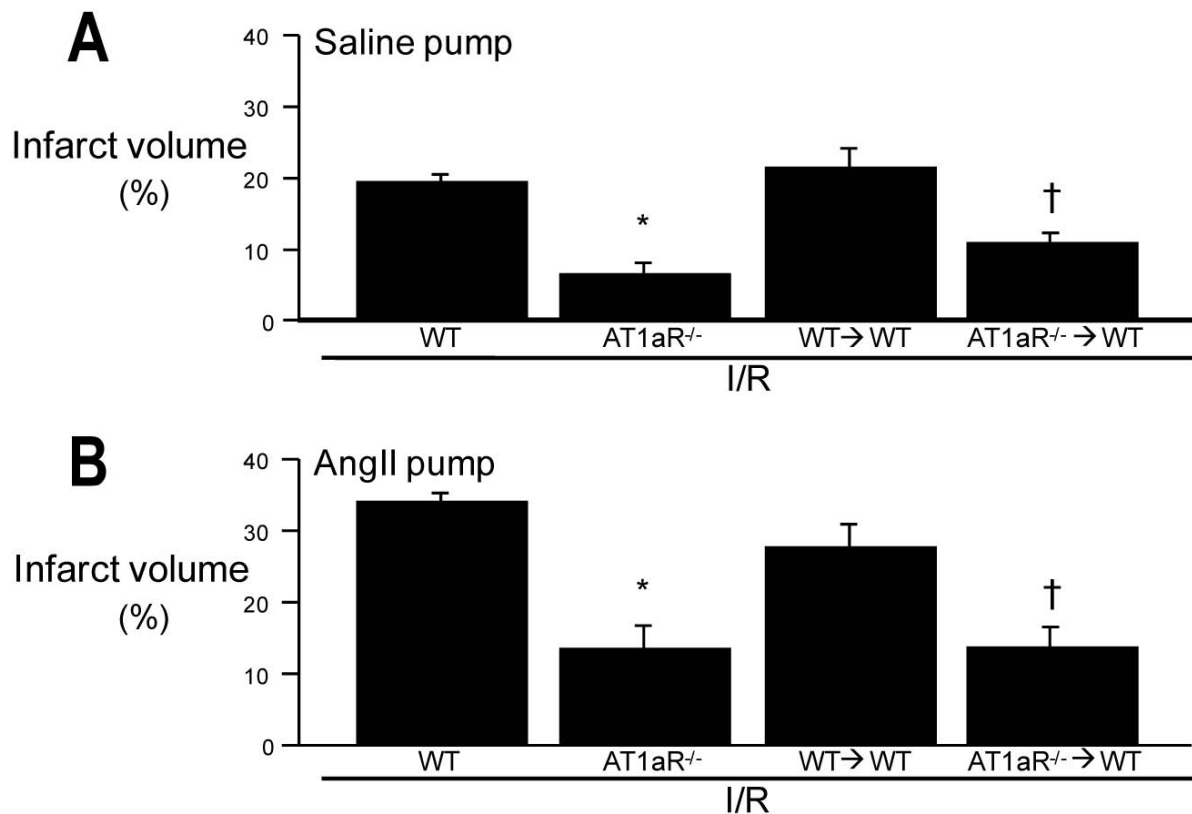 A
Saline pump
Infarct volume
(%)
40
30
20
10
0
*
†
WT
AT1aR-/-
WT→ WT
AT1aR-/- → WT
I/R
B
AngII pump
Infarct volume
(%)
40
30
20
10
0
*
†
WT
AT1aR-/-
WT→ WT
AT1aR-/- → WT
I/R